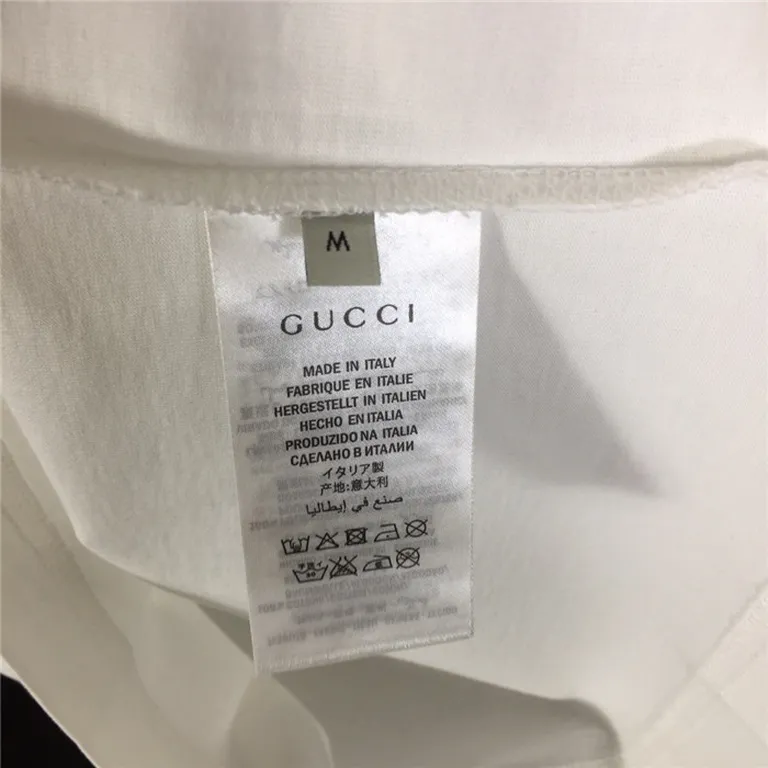 M
GUCCI
MADE IN ITALY
FABRIQUE EN ITALIE
HERGESTELLT IN ITALIEN
HECHO EN ITALIA
PRODUZIDO NA ITALIA
СДЕЛАНО В ИТАЛИИ
イタリア製
产地:意大利
صنع في إيطاليا